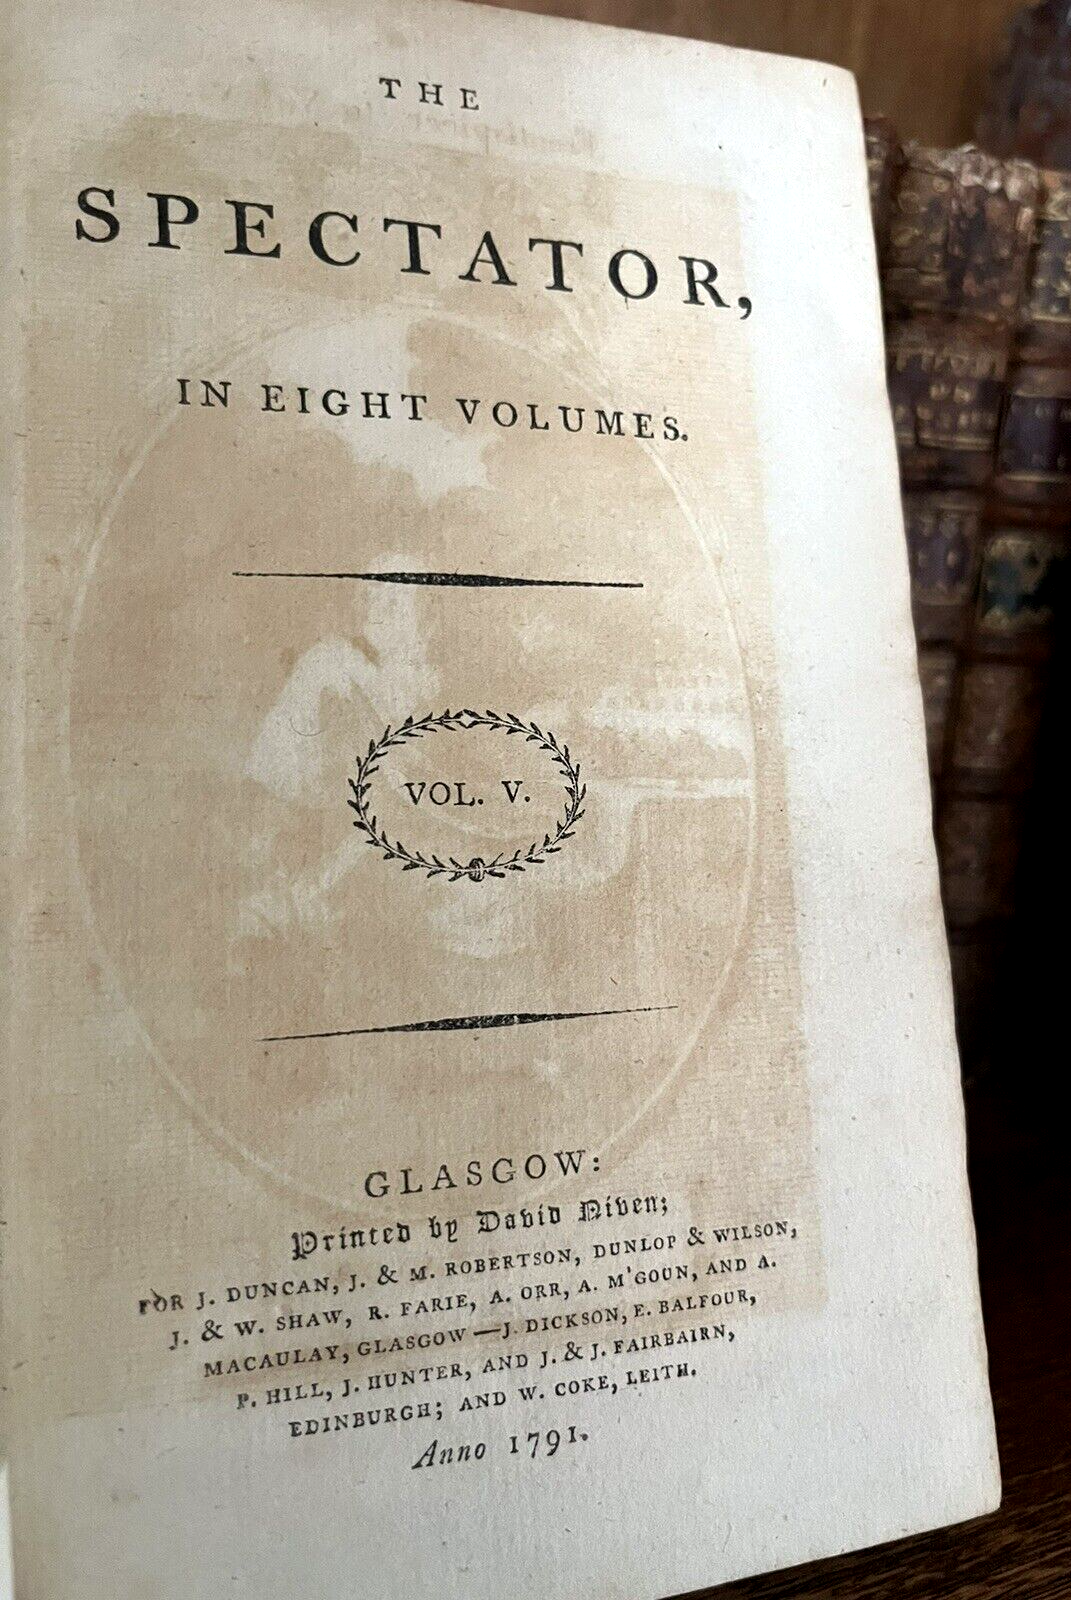 THE
SPECTATOR,
IN EIGHT VOLUMES.
VOL. V.
GLASGOW:
Printed by David Niven;
FOR J. DUNCAN, J. & M. ROBERTSON, DUNLOP & WILSON,
J. & W. SHAW, R. FARIE, A. ORR, A. M'GOUN, AND A.
MACAULAY, GLASGOW—J. DICKSON, E. BALFOUR,
P. HILL, J. HUNTER, AND J. & J. FAIRBAIRN,
EDINBURGH; AND W. COKE, LEITH.
Anno 1791.